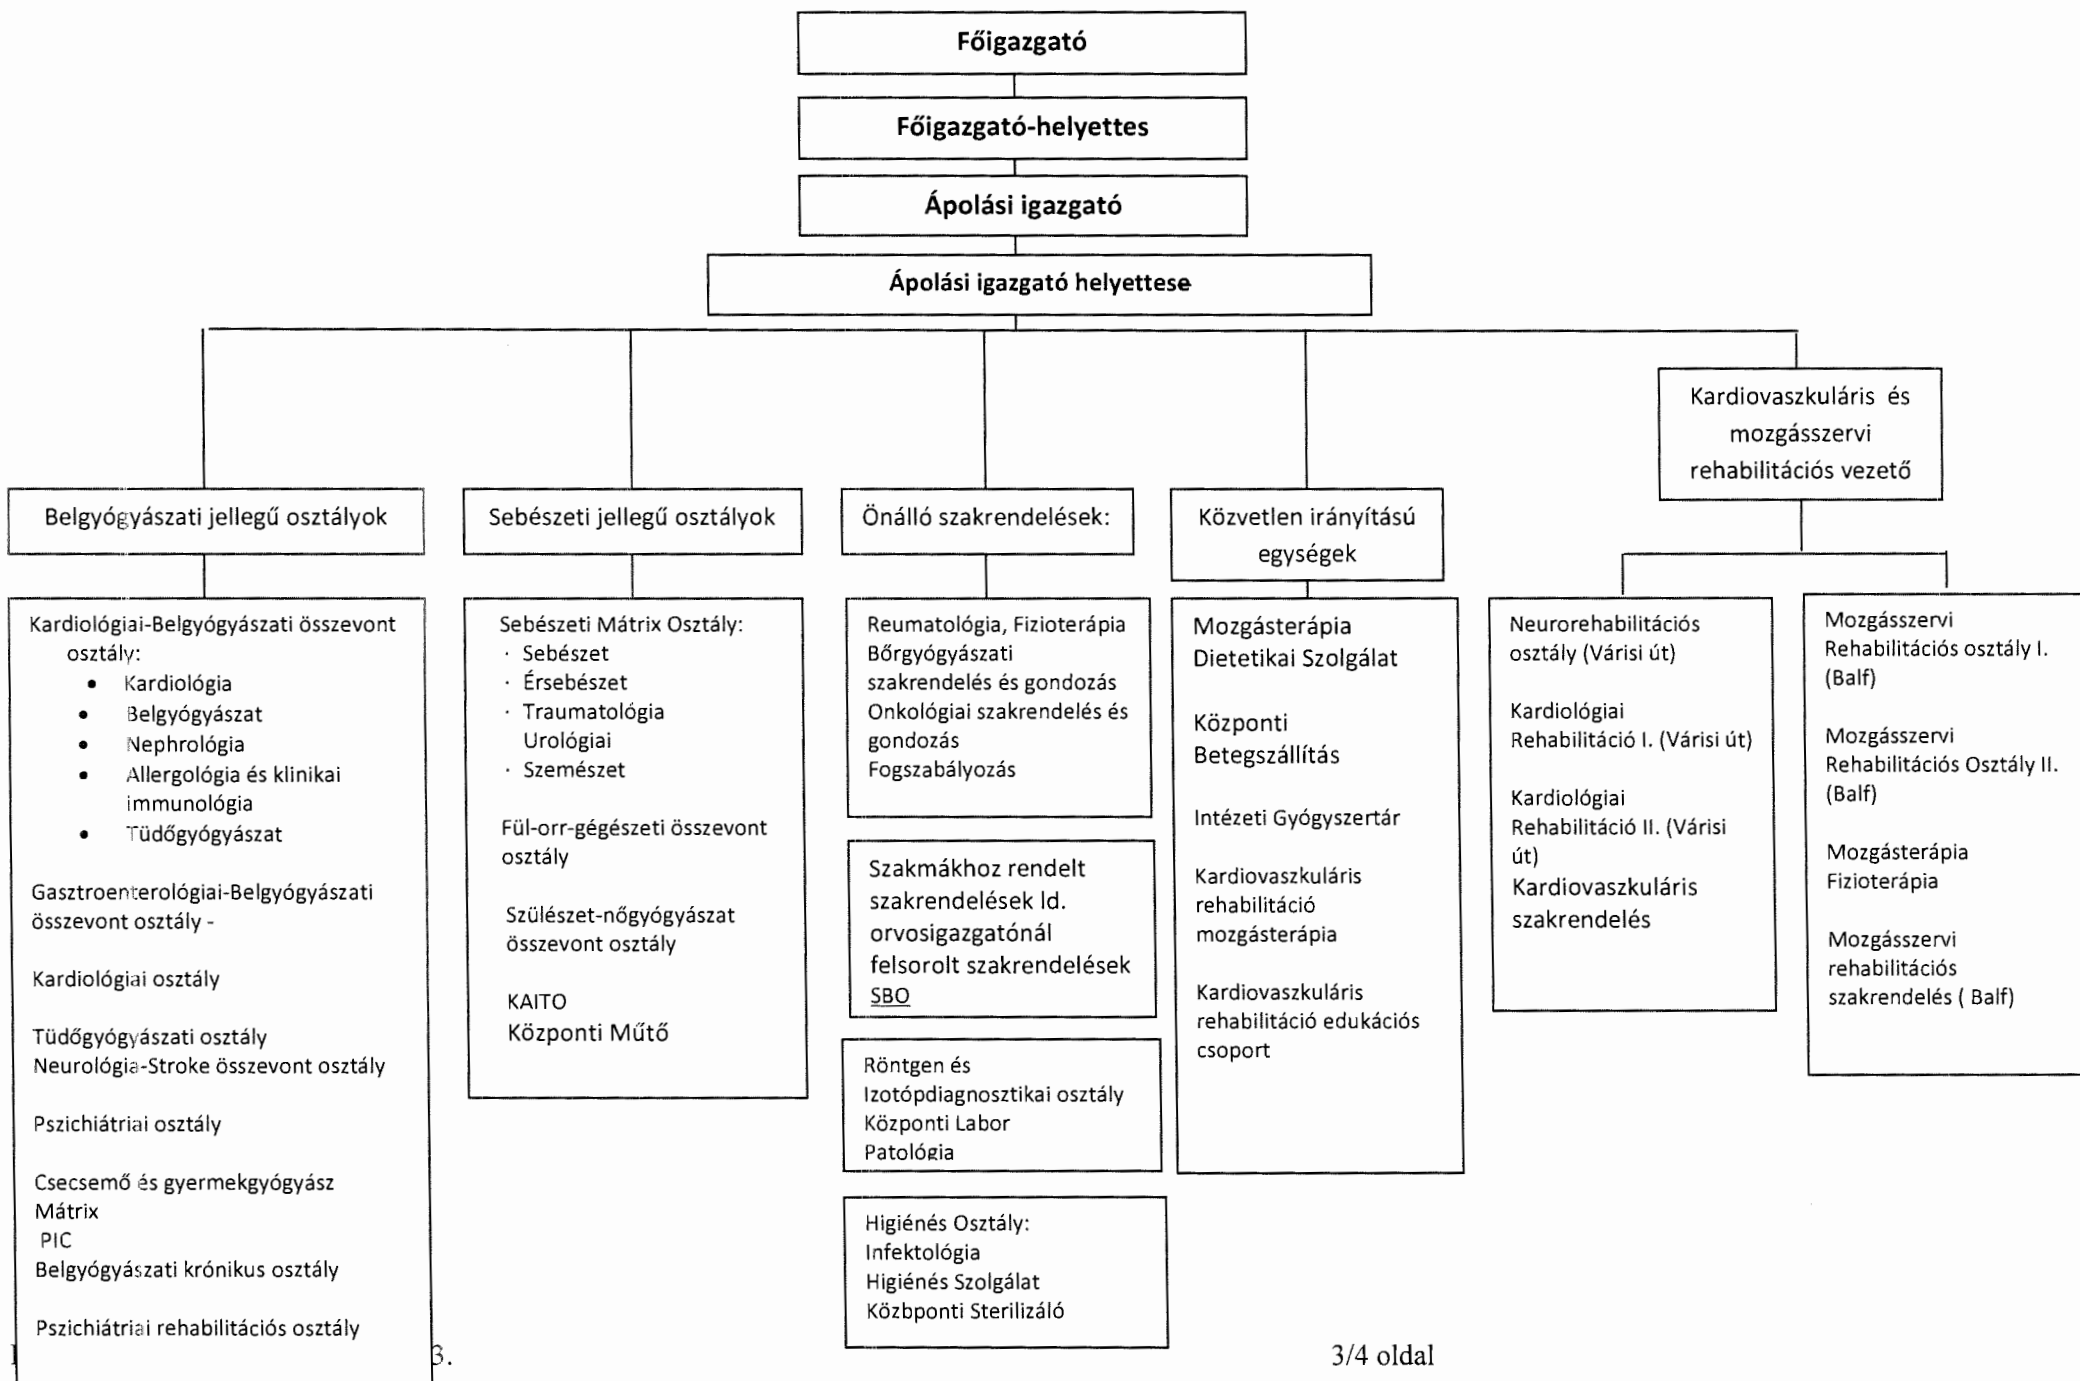 Főigazgató
Főigazgató-helyettes
Ápolási igazgató
Ápolási igazgató helyettese
Kardiovaszkuláris és
mozgásszervi
rehabilitációs vezető
Belgyógyászati jellegű osztályok
Sebészeti jellegű osztályok
Önálló szakrendelések:
Közvetlen irányítású
egységek
Kardiológiai-Belgyógyászati összevont
osztály:
• Kardiológia
• Belgyógyászat
• Nephrológia
• Allergológia és klinikai
immunológia
• Tüdőgyógyászat
Gasztroenterológiai-Belgyógyászati
összevont osztály -
Kardiológiai osztály
Tüdőgyógyászati osztály
Neurológia-Stroke összevont osztály
Pszichiátriai osztály
Csecsemő és gyermekgyógyász
Mátrix
PIC
Belgyógyászati krónikus osztály
Pszichiátriai rehabilitációs osztály
Sebészeti Mátrix Osztály:
· Sebészet
· Érsebészet
· Traumatológia
Urológiai
· Szemészet
Fül-orr-gégészeti összevont
osztály
Szülészet-nőgyógyászat
összevont osztály
KAITO
Központi Műtő
Reumatológia, Fizioterápia
Bőrgyógyászati
szakrendelés és gondozás
Onkológiai szakrendelés és
gondozás
Fogszabályozás
Szakmákhoz rendelt
szakrendelések ld.
orvosigazgatónál
felsorolt szakrendelések
SBO
Röntgen és
Izotópdiagnosztikai osztály
Központi Labor
Patológia
Higiénés Osztály:
Infektológia
Higiénés Szolgálat
Közbponti Sterilizáló
Mozgásterápia
Dietetikai Szolgálat
Központi
Betegszállítás
Intézeti Gyógyszertár
Kardiovaszkuláris
rehabilitáció
mozgásterápia
Kardiovaszkuláris
rehabilitáció edukációs
csoport
Neurorehabilitációs
osztály (Várisi út)
Kardiológiai
Rehabilitáció I. (Várisi út)
Kardiológiai
Rehabilitáció II. (Várisi
út)
Kardiovaszkuláris
szakrendelés
Mozgásszervi
Rehabilitációs osztály I.
(Balf)
Mozgásszervi
Rehabilitációs Osztály II.
(Balf)
Mozgásterápia
Fizioterápia
Mozgásszervi
rehabilitációs
szakrendelés ( Balf)
3.
3/4 oldal